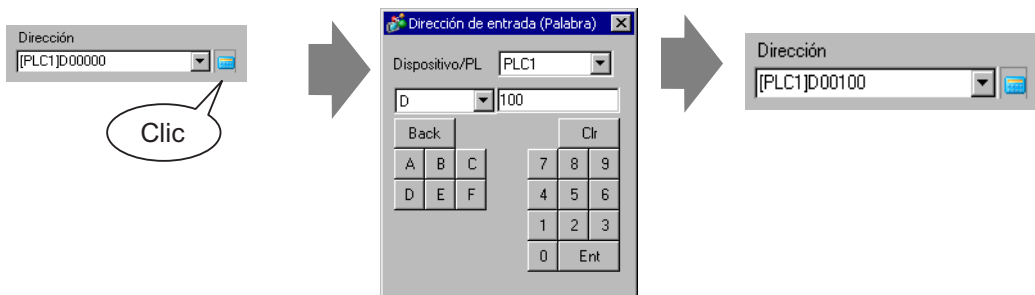 Dirección
[PLC1]D00000
Clic
Dirección de entrada (Palabra)
Dispositivo/PL PLC1
D 100
Back Clr
A B C 7 8 9
D E F 4 5 6
1 2 3
0 Ent
Dirección
[PLC1]D00100